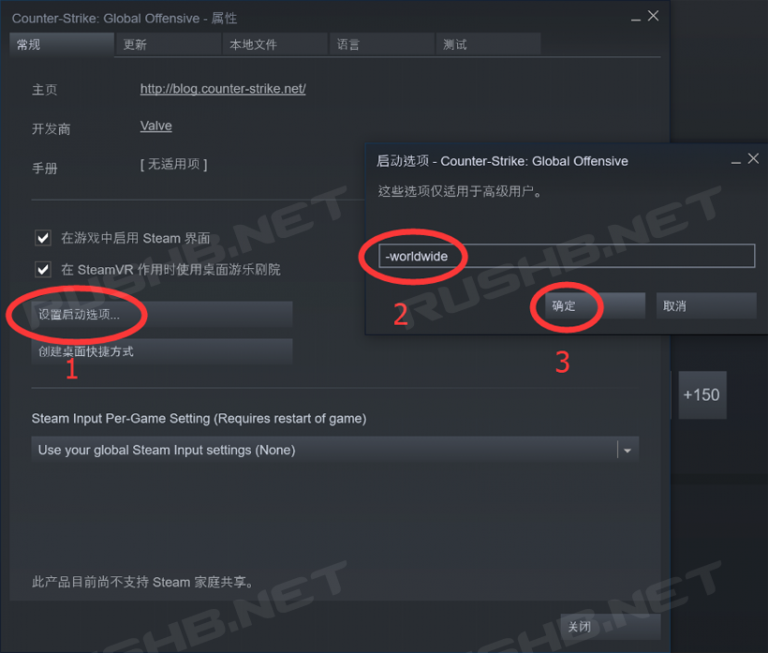 Counter-Strike: Global Offensive - 属性
常规 更新 本地文件 语言 测试
主页 http://blog.counter-strike.net/
开发商 Valve
手册 [ 无适用项 ]
在游戏中启用 Steam 界面
在 SteamVR 作用时使用桌面游乐剧院
设置启动选项...
1
创建桌面快捷方式
Steam Input Per-Game Setting (Requires restart of game)
Use your global Steam Input settings (None)
此产品目前尚不支持 Steam 家庭共享。
关闭
启动选项 - Counter-Strike: Global Offensive
这些选项仅适用于高级用户。
-worldwide
2
确定 取消
3
+150
RUSHB.NET
RUSHB.NET
RUSHB.NET
RUSHB.NET